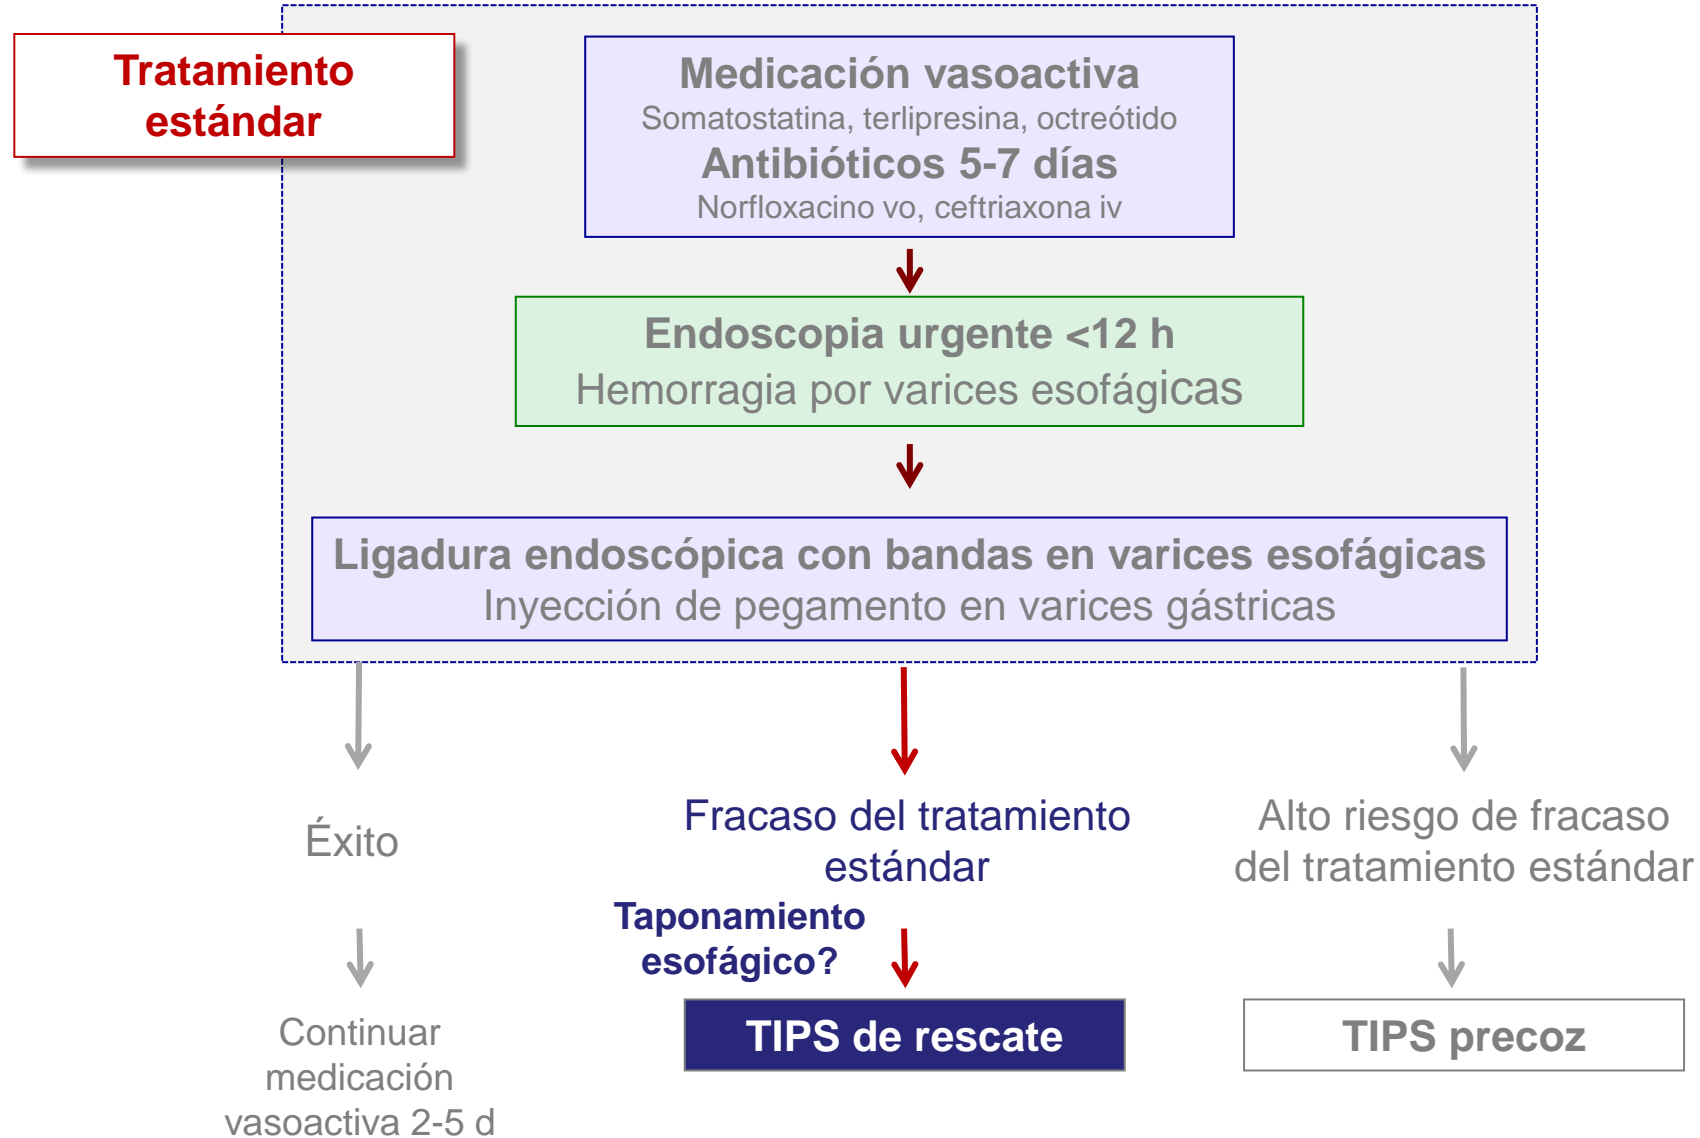 Tratamiento
estándar
Medicación vasoactiva
Somatostatina, terlipresina, octreótido
Antibióticos 5-7 días
Norfloxacino vo, ceftriaxona iv
Endoscopia urgente <12 h
Hemorragia por varices esofágicas
Ligadura endoscópica con bandas en varices esofágicas
Inyección de pegamento en varices gástricas
Éxito
Continuar
medicación
vasoactiva 2-5 d
Fracaso del tratamiento
estándar
Taponamiento
esofágico?
TIPS de rescate
Alto riesgo de fracaso
del tratamiento estándar
TIPS precoz